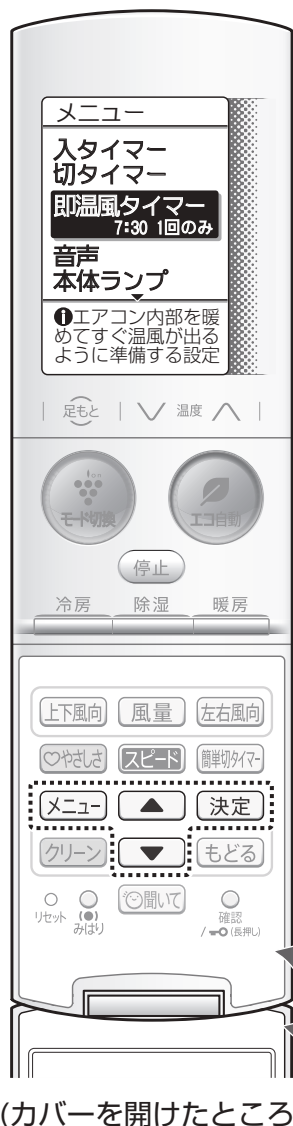 メニュー
入タイマー
切タイマー
即温風タイマー
7:30 1回のみ
音声
本体ランプ
❶エアコン内部を暖
めてすぐ温風が出る
ように準備する設定
足もと 温度
ion
モード切換 エコ自動
停止
冷房 除湿 暖房
上下風向 風量 左右風向
♡やさしさ スピード 簡単切タイマー
メニュー ▲ 決定
クリーン ▼ もどる
リセット みはり 聞いて 確認
/ (長押し)
(カバーを開けたところ